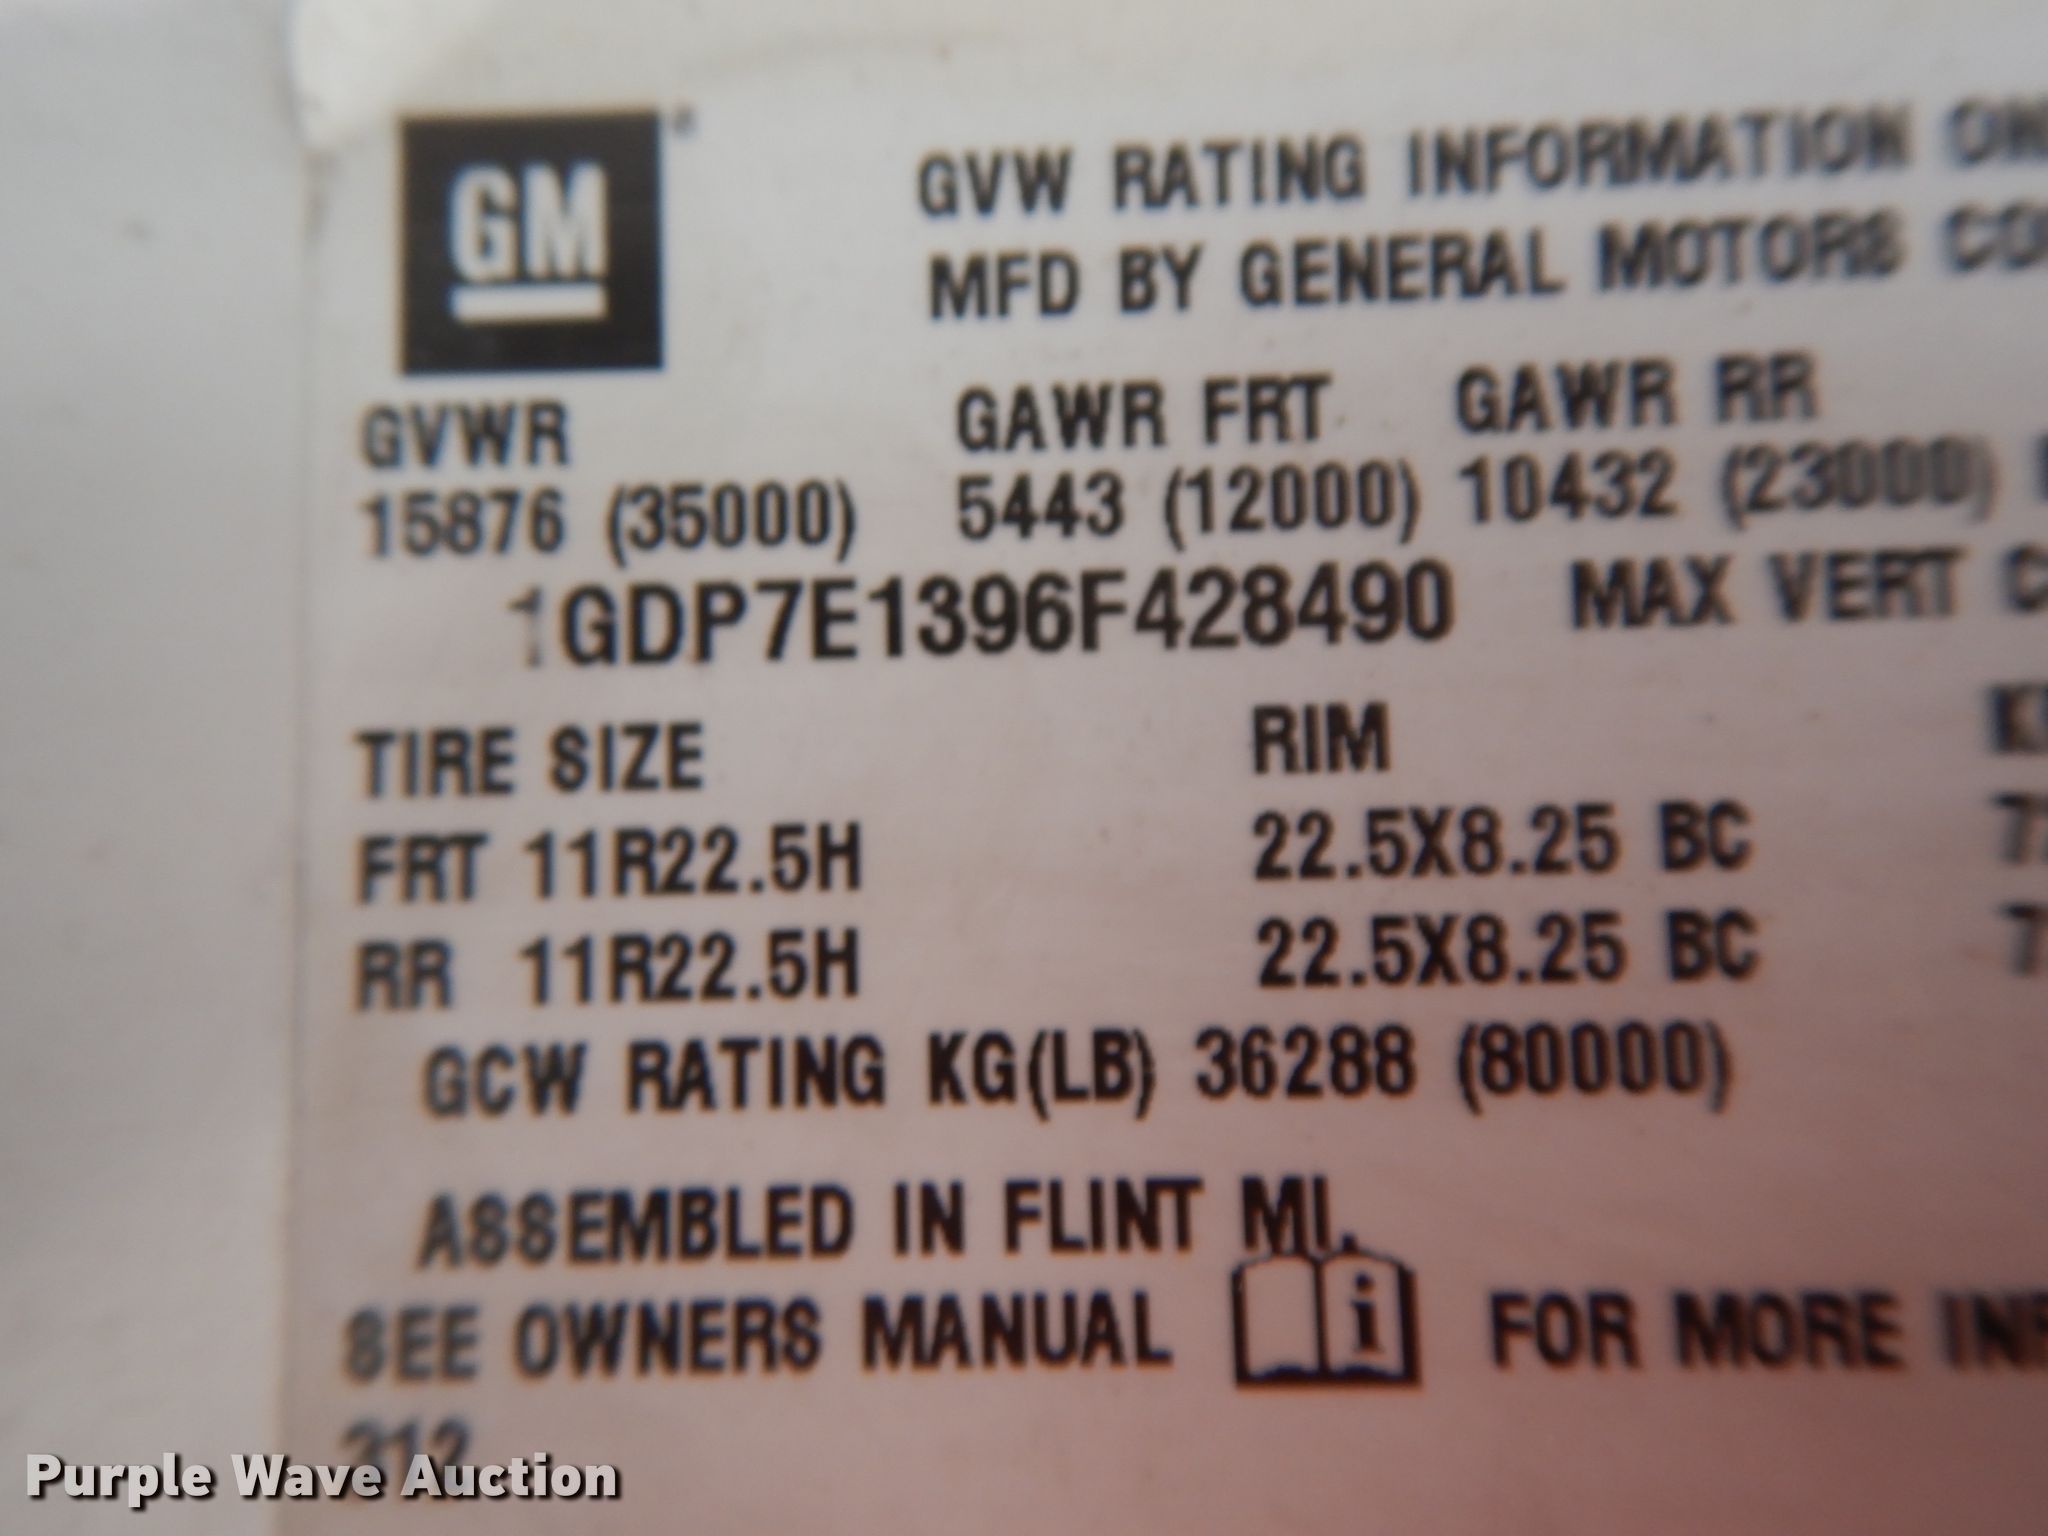 GM
GVW RATING INFORMATION
MFD BY GENERAL MOTORS
GVWR GAWR FRT GAWR RR
15876 (35000) 5443 (12000) 10432 (23000)
1GDP7E1396F428490 MAX VERT
TIRE SIZE RIM
FRT 11R22.5H 22.5X8.25 BC
RR 11R22.5H 22.5X8.25 BC
GCW RATING KG(LB) 36288 (80000)
ASSEMBLED IN FLINT MI.
SEE OWNERS MANUAL i FOR MORE
312
Purple Wave Auction